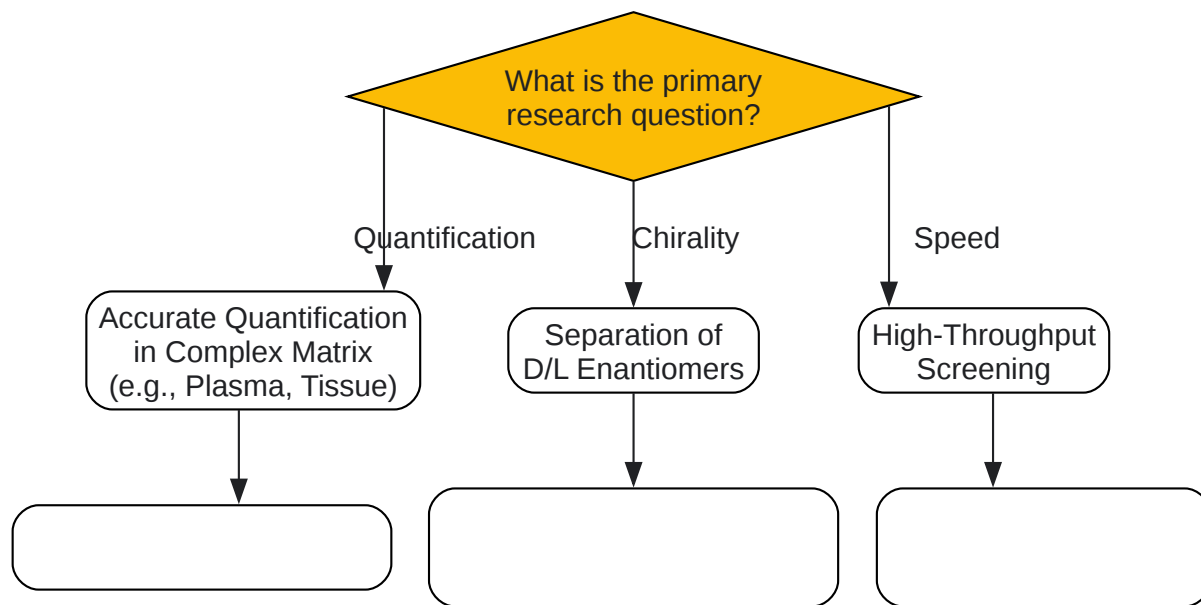 What is the primary
research question?
Quantification
Chirality
Speed
Accurate Quantification
in Complex Matrix
(e.g., Plasma, Tissue)
Separation of
D/L Enantiomers
High-Throughput
Screening